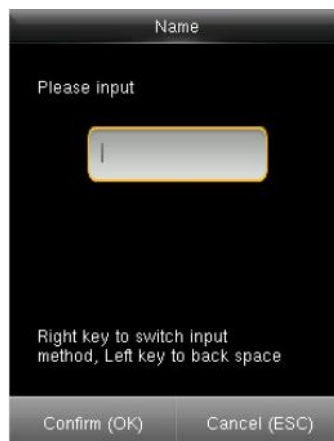 Name
Please input
Right key to switch input
method, Left key to back space
Confirm (OK)
Cancel (ESC)